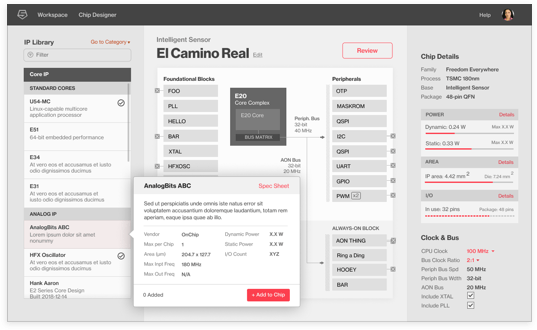 Workspace
Chip Designer
Help
IP Library
Go to Category
Filter
Core IP
STANDARD CORES
U54-MC
Linux-capable multicore
application processor
E51
64-bit embedded performance
E34
At vero eos et accusamus et iusto
odio dignissimos ducimus
E31
At vero eos et accusamus et iusto
odio dignissimos ducimus
ANALOG IP
AnalogBits ABC
Lorem ipsum dolor sit amet
nonummy
HFX Oscillator
At vero eos et accusamus et iusto
odio dignissimos ducimus
Hank Aaron
E2 Series Core Design
Built 2018-12-14
Intelligent Sensor
El Camino Real
Edit
Review
Foundational Blocks
FOO
PLL
HELLO
BAR
XTAL
HFXOSC
E20
Core Complex
E20 Core
BUS MATRIX
Periph. Bus
32-bit
40 MHz
AON Bus
32-bit
20 MHz
Peripherals
OTP
MASKROM
QSPI
I2C
QSPI
UART
GPIO
PWM x2
ALWAYS-ON BLOCK
AON THING
Ring a Ding
HOOEY
BAR
AnalogBits ABC
Spec Sheet
Sed ut perspiciatis unde omnis iste natus error sit
voluptatem accusantium doloremque laudantium, totam rem
aperiam, eaque ipsa quae ab illo.
Vendor OnChip Dynamic Power X.X W
Max per Chip 1 Static Power X.X W
Area (µm) 204.7 x 127.7 I/O Count XYZ
Max Inpt Freq 180 MHz
Max Out Freq N/A
0 Added
+ Add to Chip
Chip Details
Family Freedom Everywhere
Process TSMC 180nm
Base Intelligent Sensor
Package 48-pin QFN
POWER Details
Dynamic: 0.24 W Max X.X W
Static: 0.33 W Max X.X W
AREA Details
IP area: 4.42 mm² Die: 7.24 mm²
I/O Details
In use: 32 pins Package: 48 pins
Clock & Bus
CPU Clock 100 MHz
Bus Clock Ratio 2:1
Periph Bus Spd 50 MHz
Periph Bus Width 32-bit
AON Bus 20 MHz
Include XTAL
Include PLL